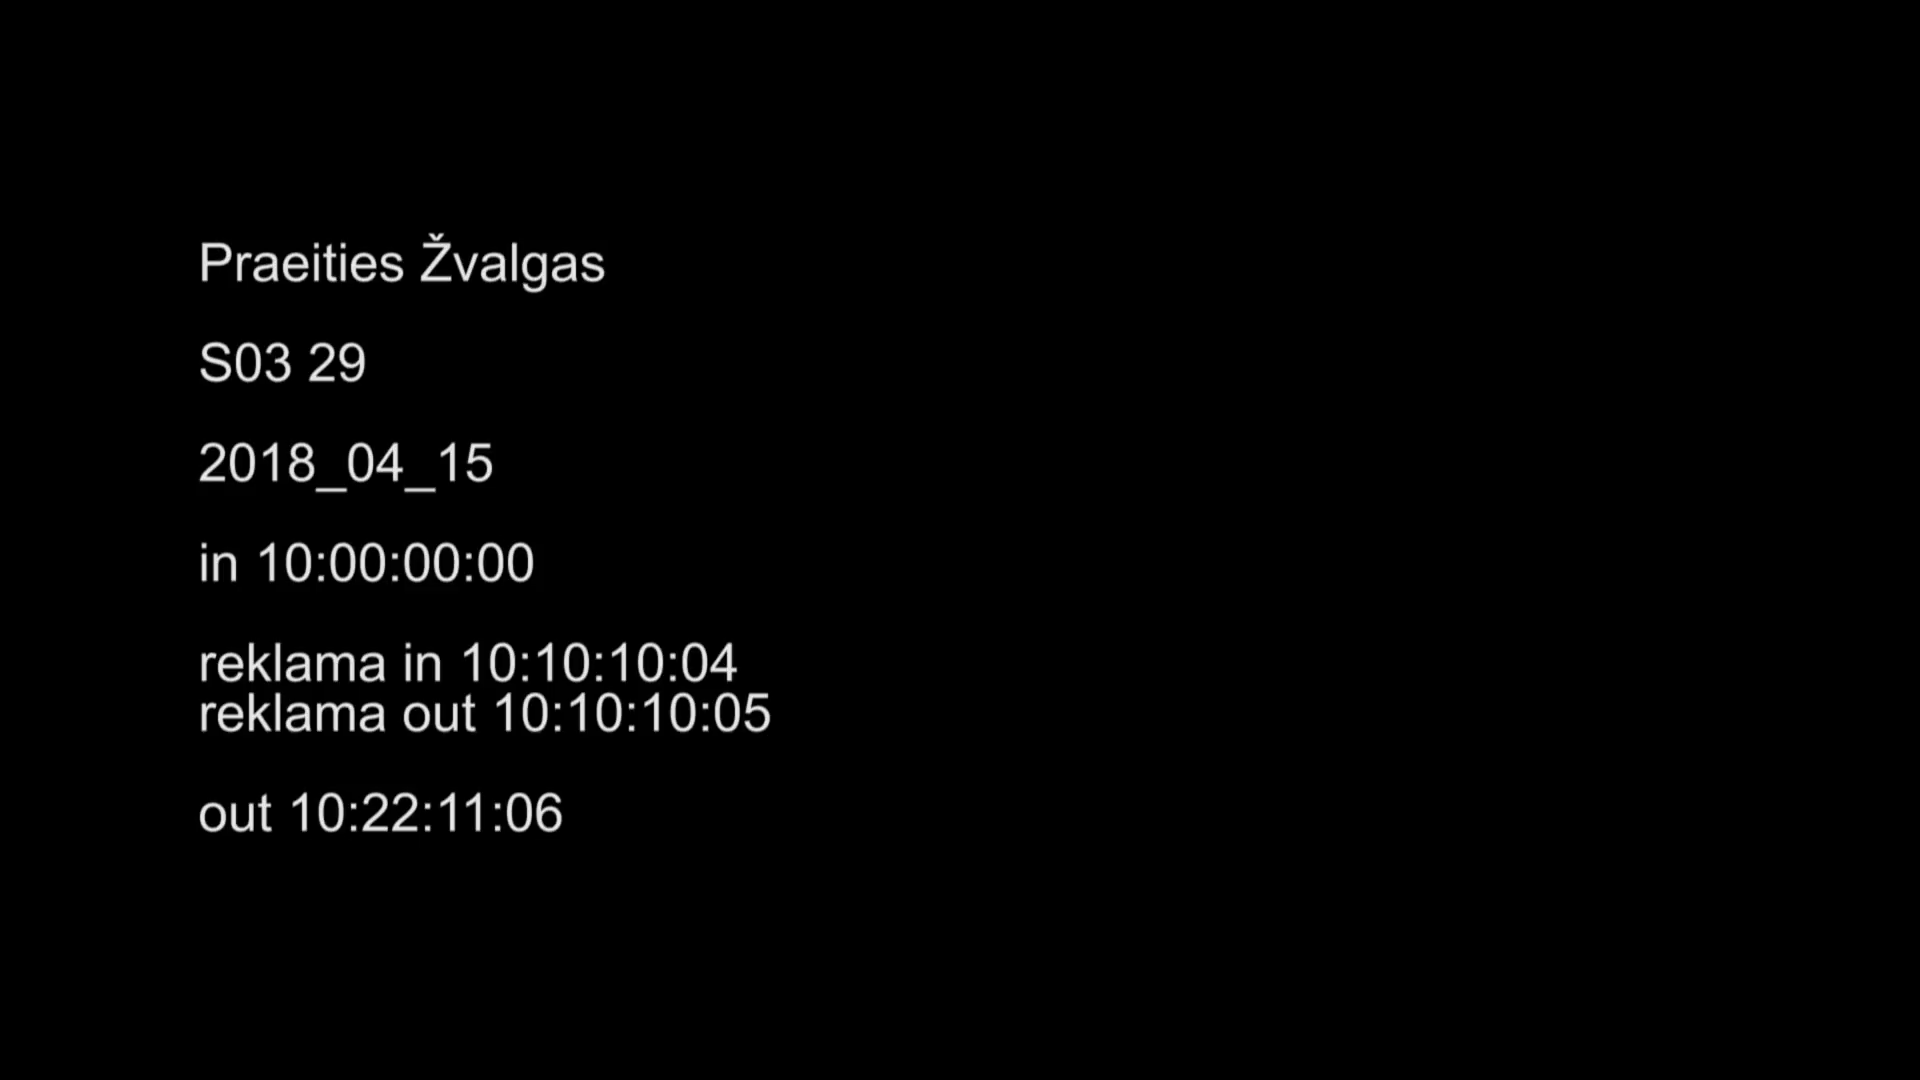 Praeities Žvalgas
S03 29
2018_04_15
in 10:00:00:00
reklama in 10:10:10:04
reklama out 10:10:10:05
out 10:22:11:06